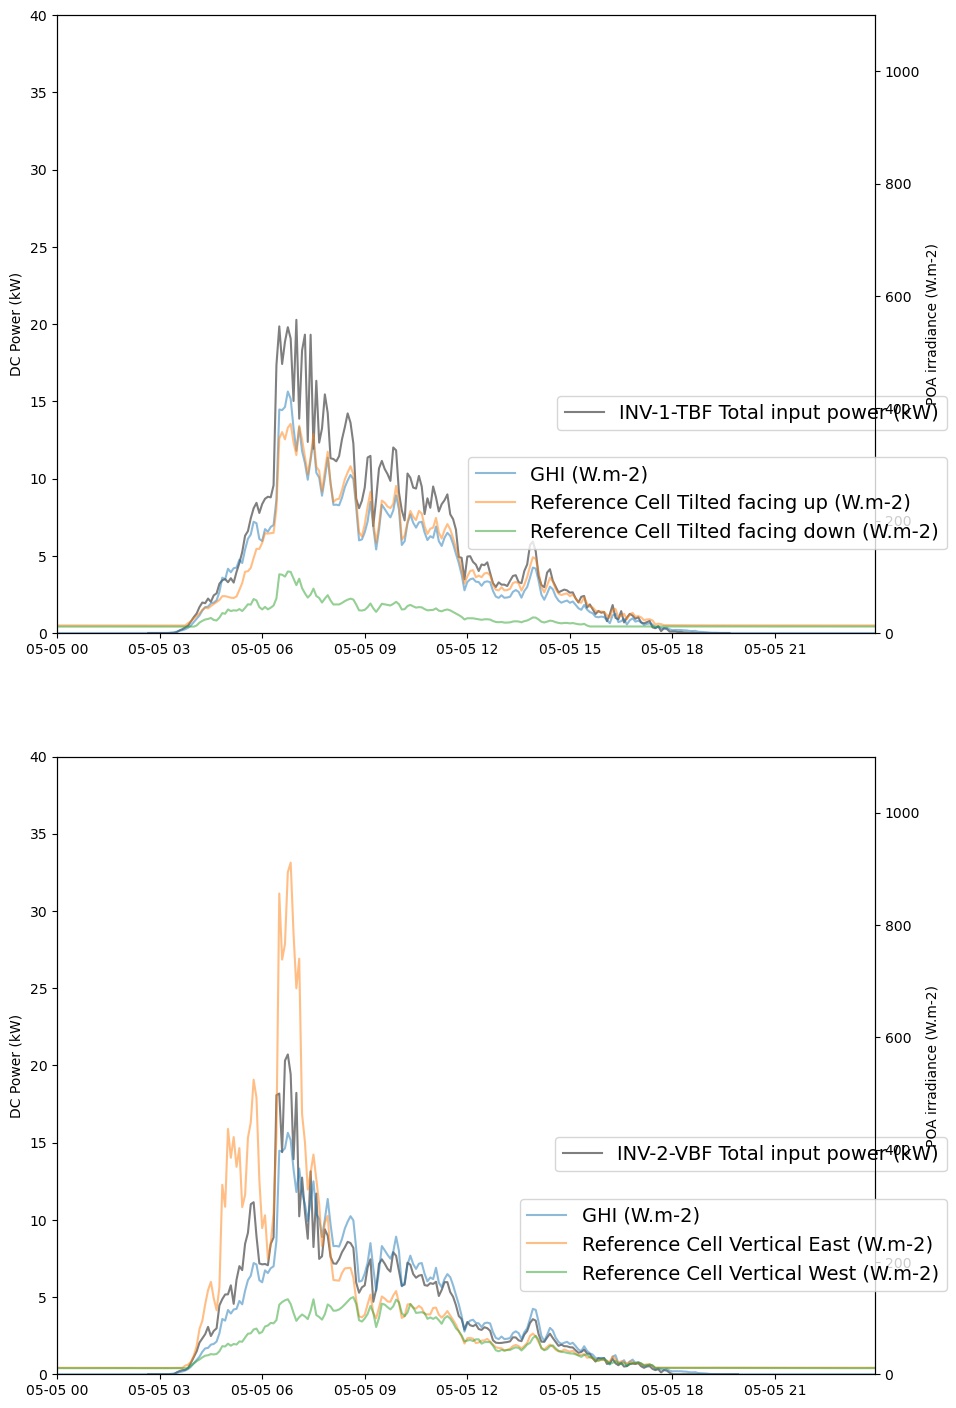 40
35
30
25
20
15
10
5
0
DC Power (kW)
1000
800
600
400
200
0
POA irradiance (W.m-2)
INV-1-TBF Total input power (kW)
GHI (W.m-2)
Reference Cell Tilted facing up (W.m-2)
Reference Cell Tilted facing down (W.m-2)
05-05 00 05-05 03 05-05 06 05-05 09 05-05 12 05-05 15 05-05 18 05-05 21
40
35
30
25
20
15
10
5
0
DC Power (kW)
1000
800
600
400
200
0
POA irradiance (W.m-2)
INV-2-VBF Total input power (kW)
GHI (W.m-2)
Reference Cell Vertical East (W.m-2)
Reference Cell Vertical West (W.m-2)
05-05 00 05-05 03 05-05 06 05-05 09 05-05 12 05-05 15 05-05 18 05-05 21